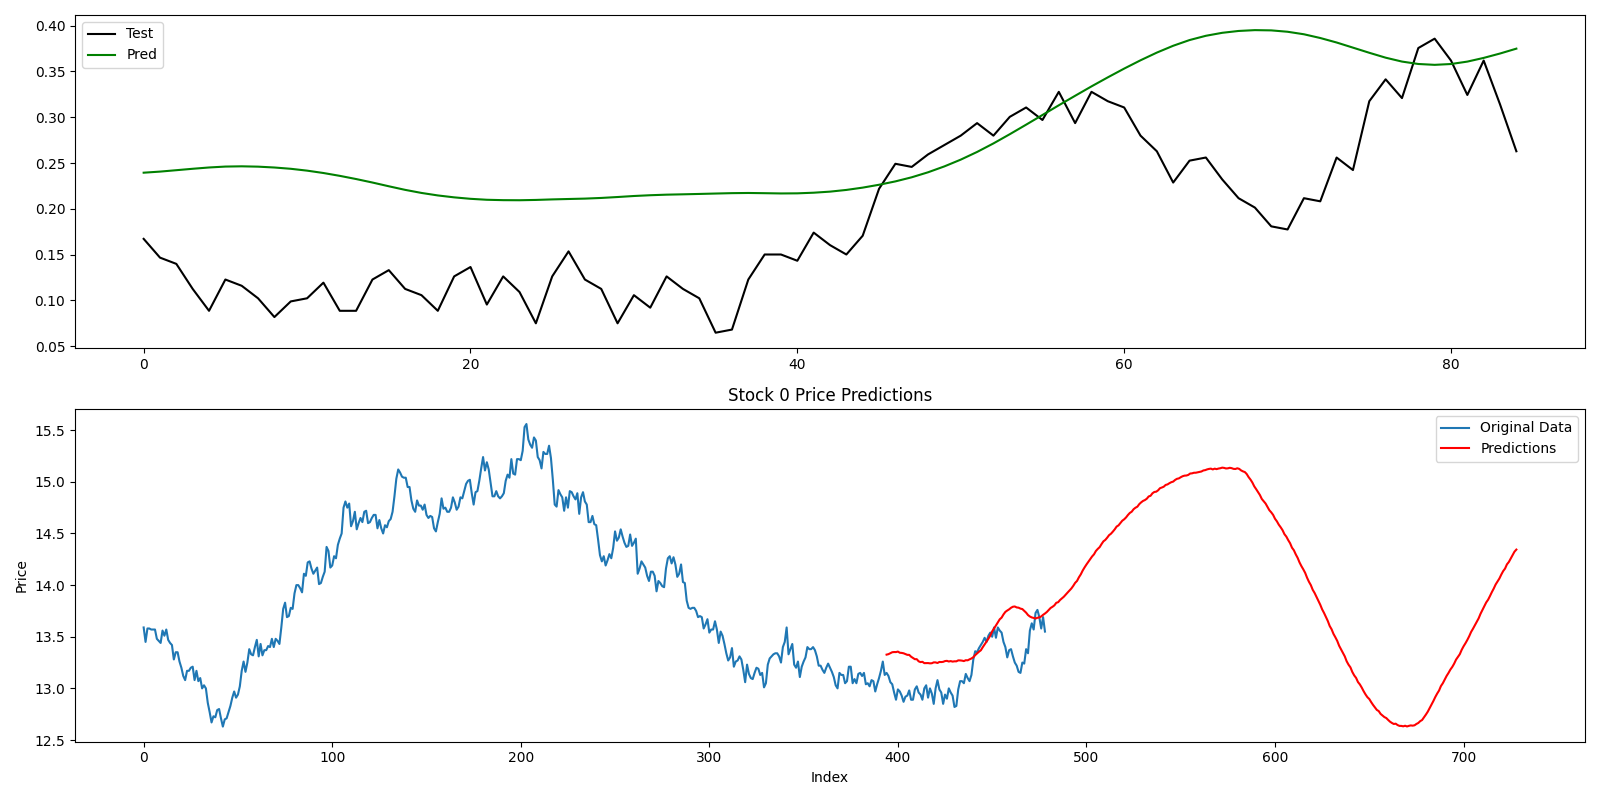 0.40
0.35
0.30
0.25
0.20
0.15
0.10
0.05
Test
Pred
0 20 40 60 80
Stock 0 Price Predictions
15.5
15.0
14.5
14.0
13.5
13.0
12.5
Price
Original Data
Predictions
0 100 200 300 400 500 600 700
Index